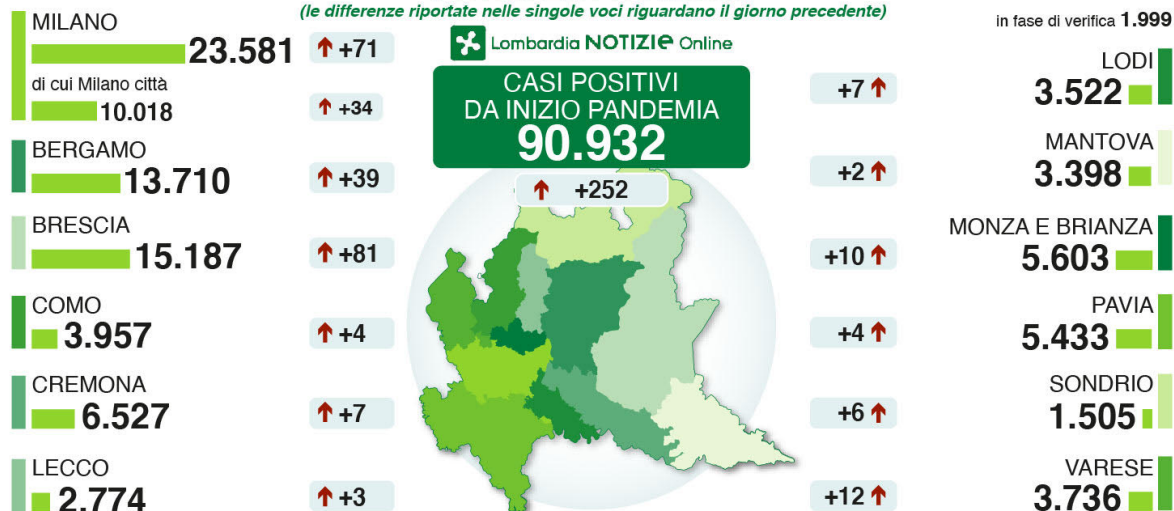 (le differenze riportate nelle singole voci riguardano il giorno precedente)
Lombardia NOTIZIE Online
CASI POSITIVI
DA INIZIO PANDEMIA
90.932
+252
in fase di verifica 1.999
MILANO
23.581
+71
di cui Milano città
10.018
+34
BERGAMO
13.710
+39
BRESCIA
15.187
+81
COMO
3.957
+4
CREMONA
6.527
+7
LECCO
2.774
+3
LODI
+7
3.522
MANTOVA
+2
3.398
MONZA E BRIANZA
+10
5.603
PAVIA
+4
5.433
SONDRIO
+6
1.505
VARESE
+12
3.736